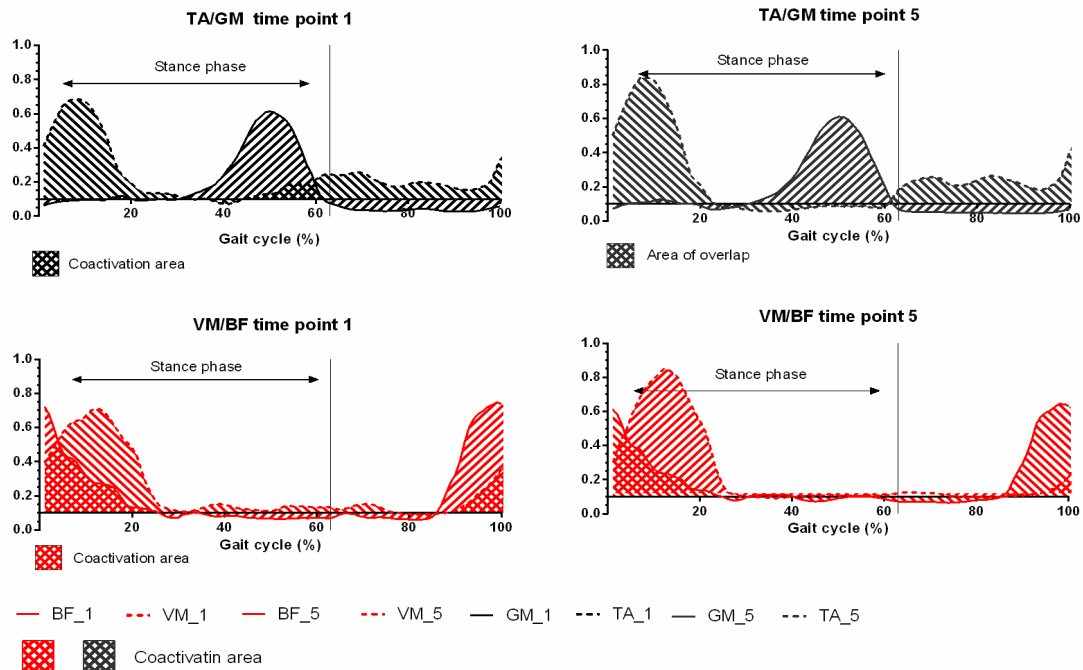 TA/GM time point 1
TA/GM time point 5
Stance phase
Stance phase
1.0
0.8
0.6
0.4
0.2
0.0
20
40
60
80
100
Gait cycle (%)
1.0
0.8
0.6
0.4
0.2
0.0
20
40
60
80
100
Gait cycle (%)
Coactivation area
Area of overlap
VM/BF time point 1
VM/BF time point 5
Stance phase
Stance phase
1.0
0.8
0.6
0.4
0.2
0.0
20
40
60
80
100
Gait cycle (%)
1.0
0.8
0.6
0.4
0.2
0.0
20
40
60
80
100
Gait cycle (%)
Coactivation area
BF_1 VM_1 BF_5 VM_5 GM_1 TA_1 GM_5 TA_5
Coactivatin area